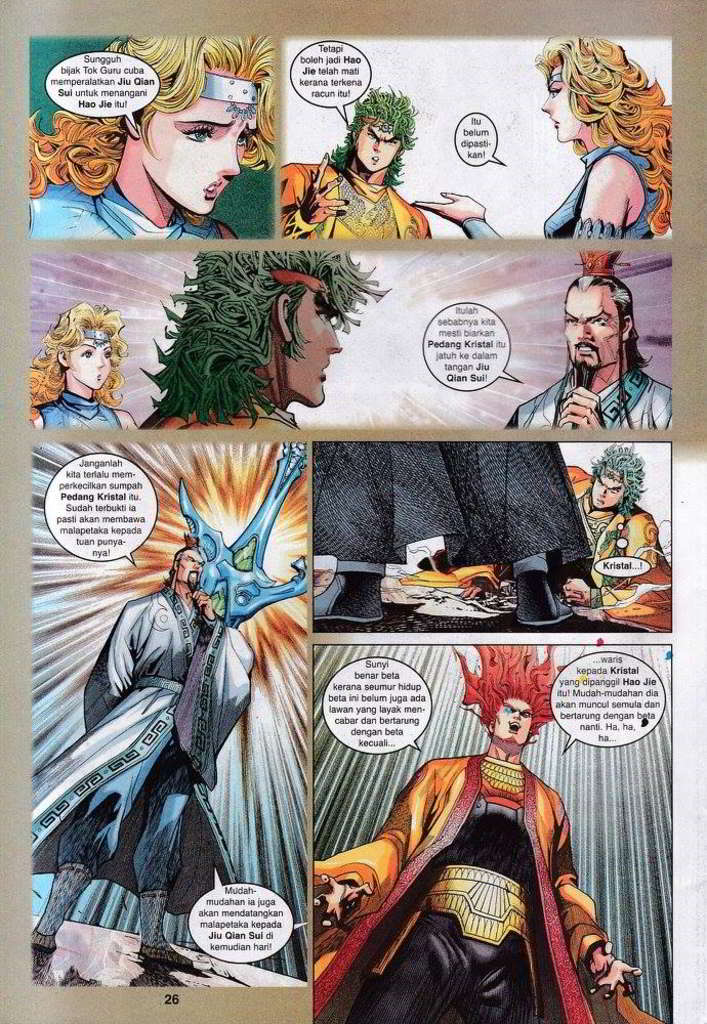 Sungguh
bijak Tok Guru cuba
memperalatkan Jiu Qian
Sui untuk menangani
Hao Jie itu!
Tetapi
boleh jadi Hao
Jie telah mati
kerana terkena
racun itu!
Itu
belum
dipasti-
kan!
Itulah
sebabnya kita
mesti biarkan
Pedang Kristal itu
jatuh ke dalam
tangan Jiu
Qian Sui!
Janganlah
kita terlalu mem-
perkecilkan sumpah
Pedang Kristal itu.
Sudah terbukti ia
pasti akan membawa
malapetaka kepada
tuan punya-
nya!
Mudah-
mudahan ia juga
akan mendatangkan
malapetaka kepada
Jiu Qian Sui di
kemudian hari!
Kristal...!
Sunyi
benar beta
kerana seumur hidup
beta ini belum juga ada
lawan yang layak men-
cabar dan bertarung
dengan beta
kecuali...
...waris
kepada Kristal
yang dipanggil Hao Jie
itu! Mudah-mudahan dia
akan muncul semula dan
bertarung dengan beta
nanti. Ha, ha,
ha...
26